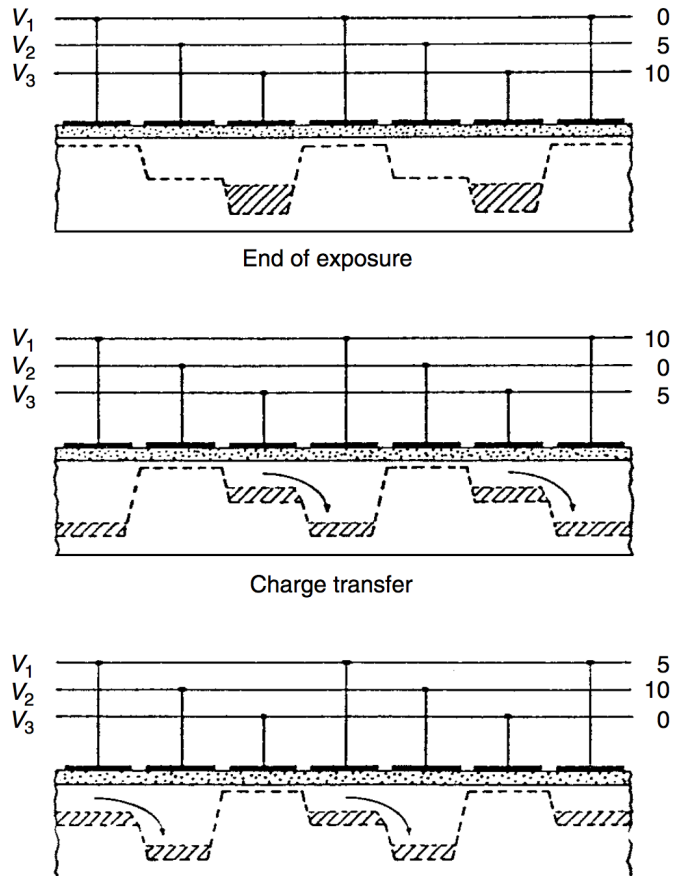 V1 0
V2 5
V3 10
End of exposure
V1 10
V2 0
V3 5
Charge transfer
V1 5
V2 10
V3 0